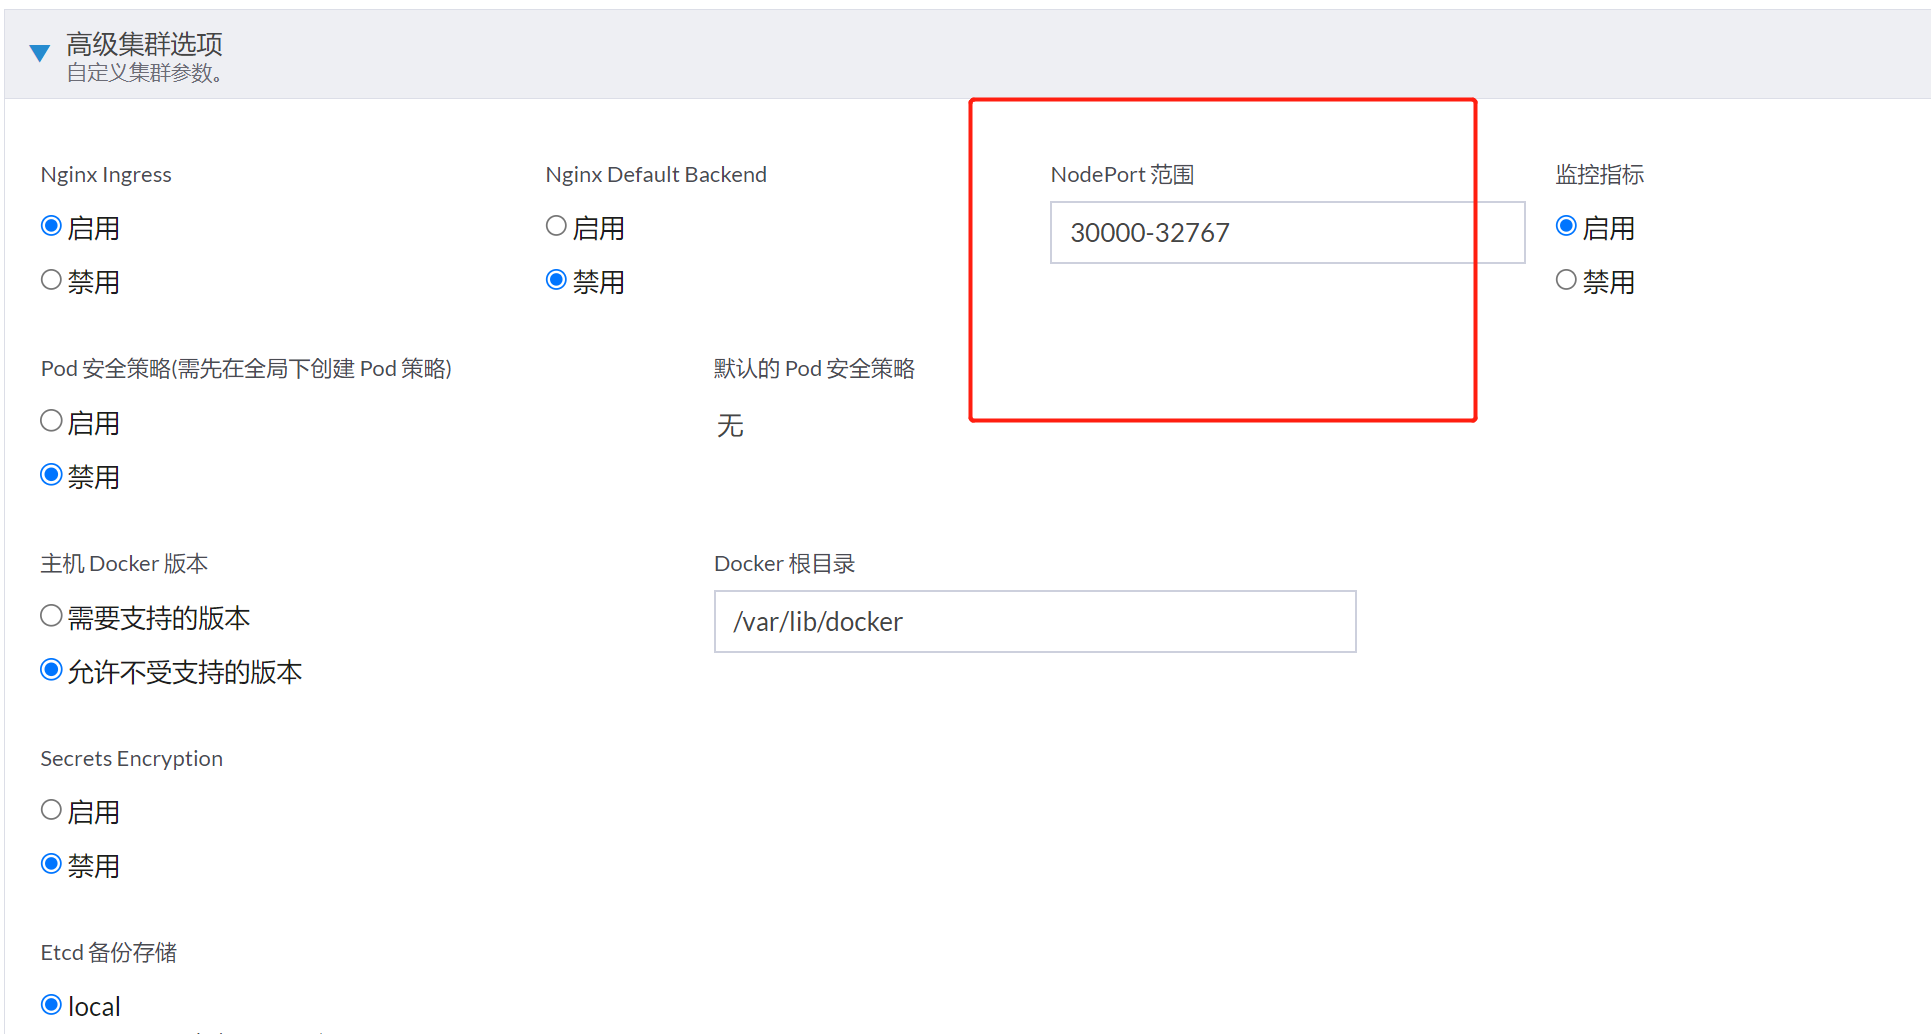 高级集群选项
自定义集群参数。
Nginx Ingress
启用
禁用
Nginx Default Backend
启用
禁用
NodePort 范围
30000-32767
监控指标
启用
禁用
Pod 安全策略(需先在全局下创建 Pod 策略)
启用
禁用
默认的 Pod 安全策略
无
主机 Docker 版本
需要支持的版本
允许不受支持的版本
Docker 根目录
/var/lib/docker
Secrets Encryption
启用
禁用
Etcd 备份存储
local